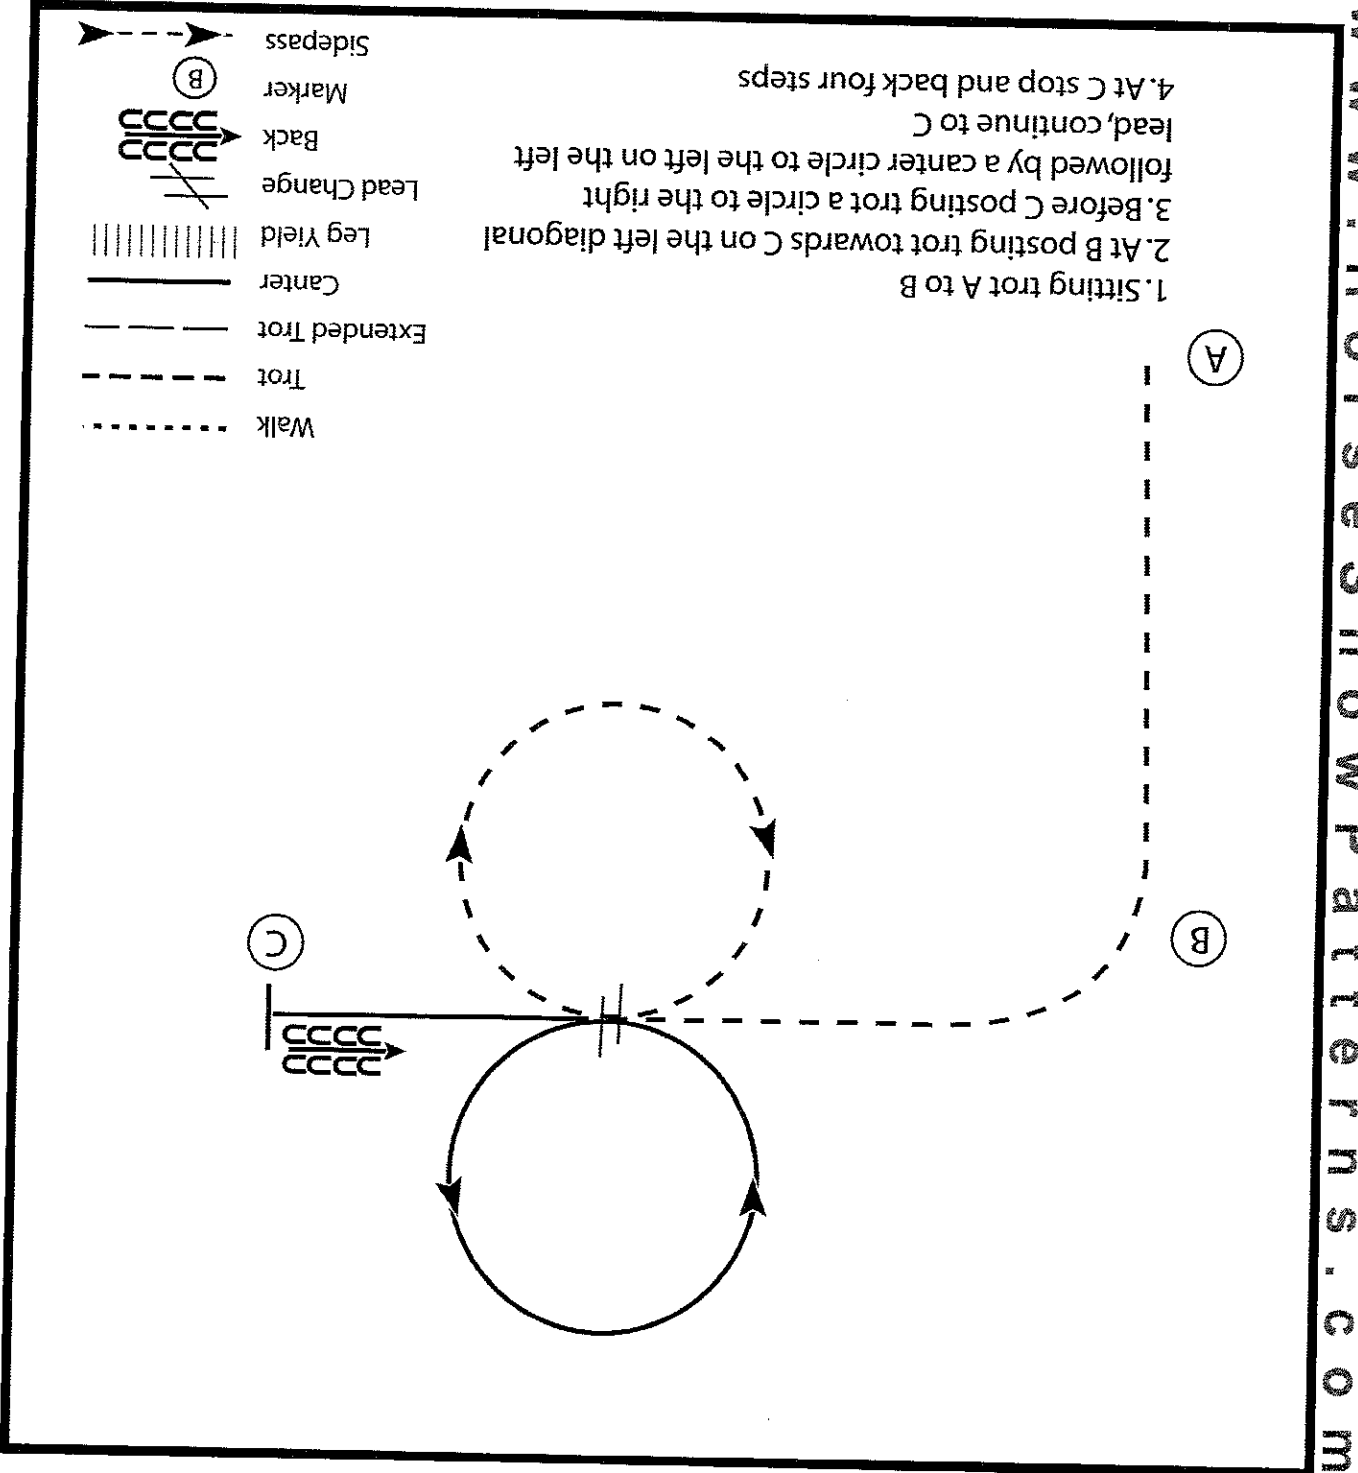 www.HorseShowPatterns.com
B
C
A
1. Sitting trot A to B
2. At B posting trot towards C on the left diagonal
3. Before C posting trot a circle to the right
followed by a canter circle to the left on the left
lead, continue to C
4. At C stop and back four steps
Walk
Trot
Extended Trot
Canter
Leg Yield
Lead Change
Back
Marker B
Sidepass